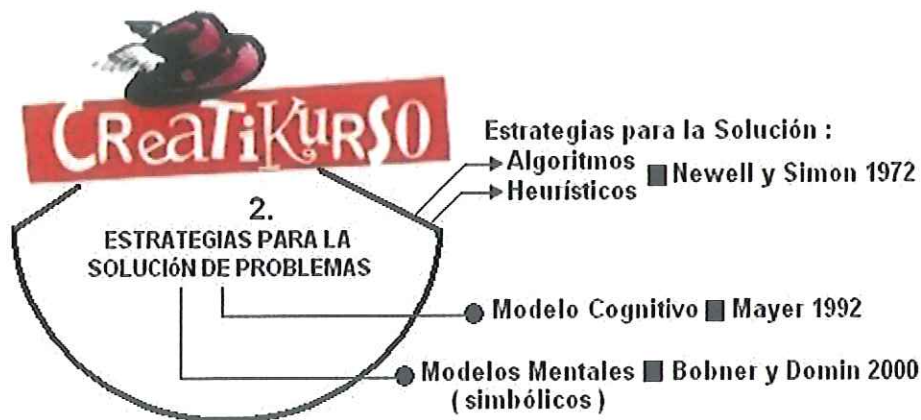 CReaTiKuRSO
Estrategias para la Solución :
Algoritmos
Heurísticos
Newell y Simon 1972
2.
ESTRATEGIAS PARA LA
SOLUCIóN DE PROBLEMAS
Modelo Cognitivo
Mayer 1992
Modelos Mentales
Bobner y Domin 2000
( simbólicos )